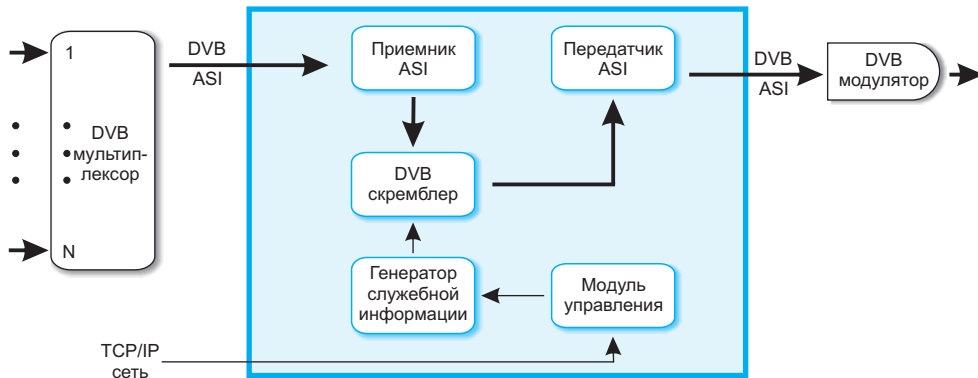 1
DVB
мультип-
лексор
N
DVB
ASI
Приемник
ASI
Передатчик
ASI
DVB
ASI
DVB
модулятор
DVB
скремблер
Генератор
служебной
информации
Модуль
управления
TCP/IP
сеть